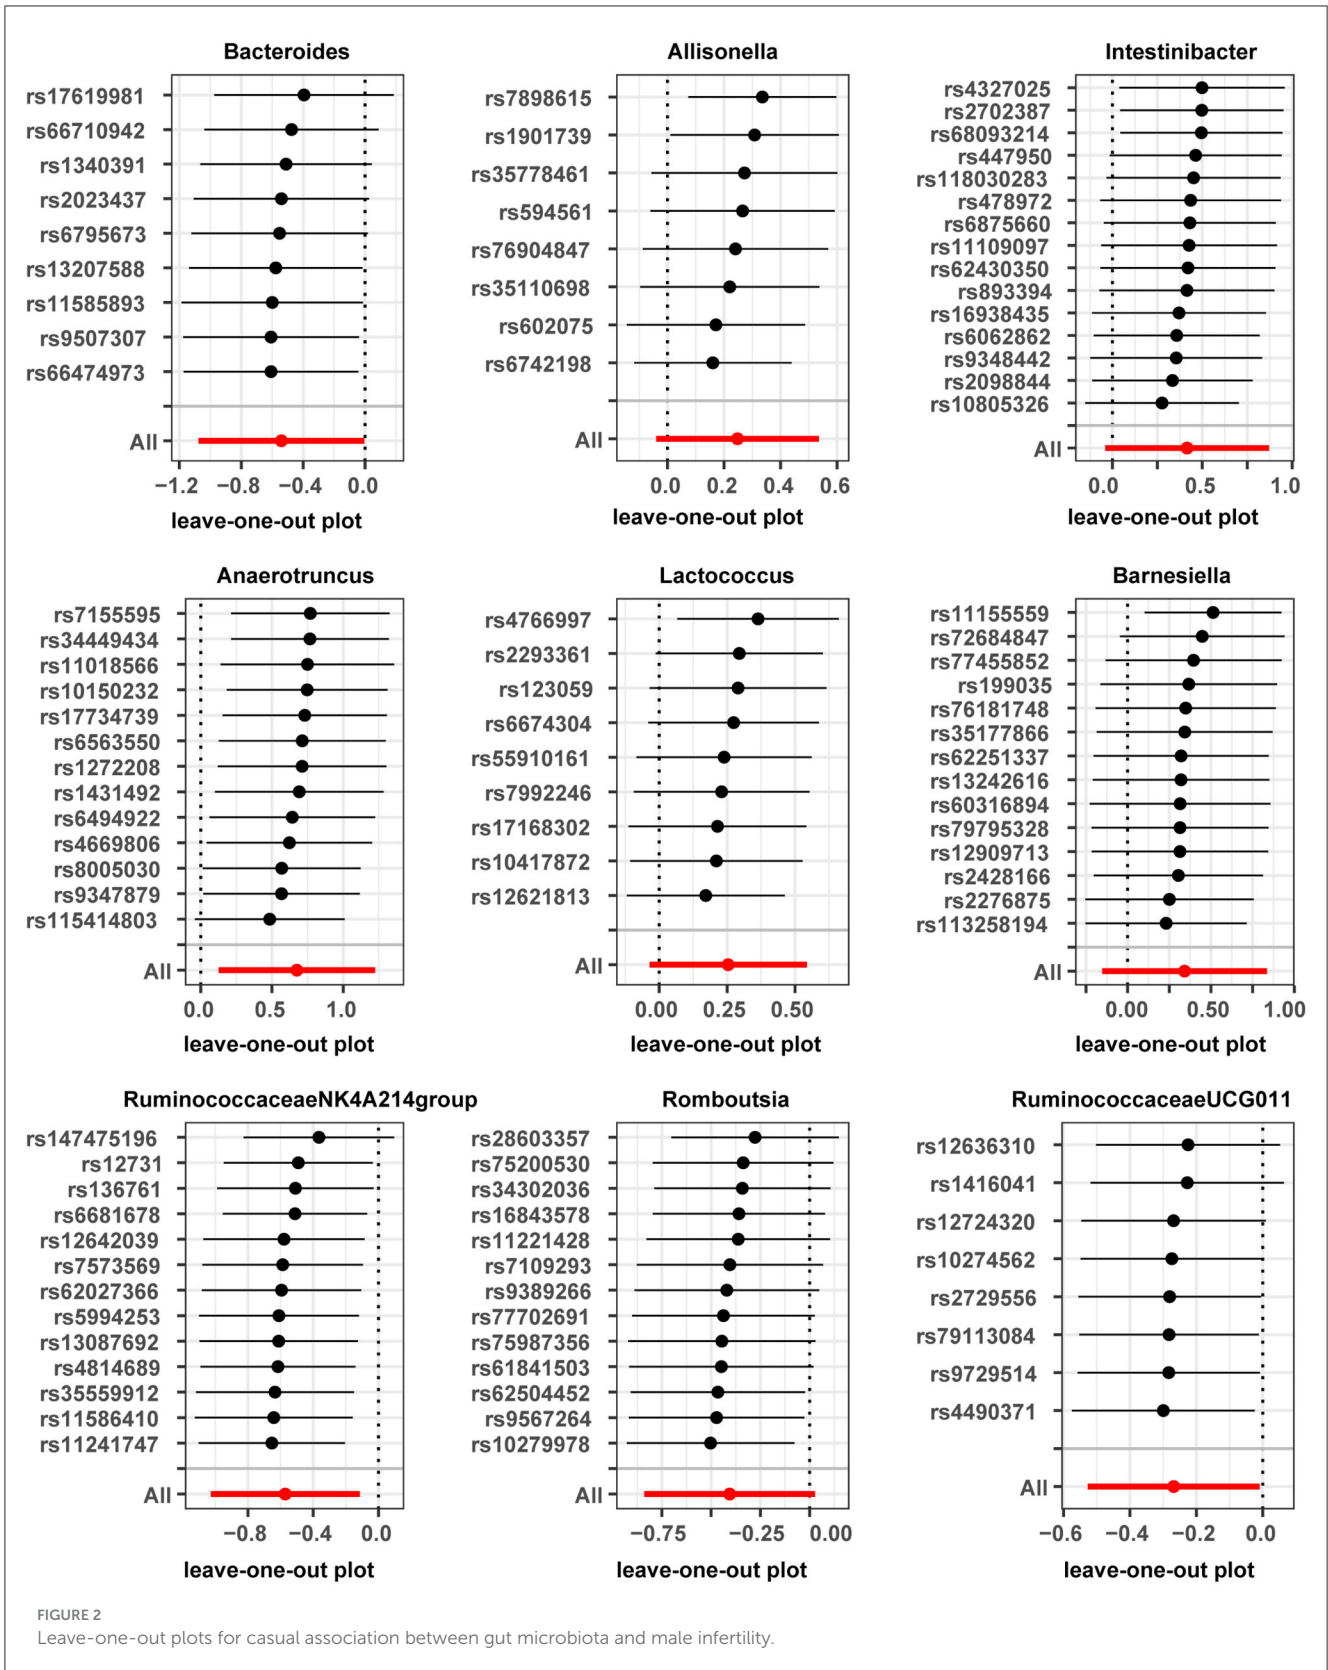 Bacteroides
rs17619981
rs66710942
rs1340391
rs2023437
rs6795673
rs13207588
rs11585893
rs9507307
rs66474973
All
−1.2 −0.8 −0.4 0.0
leave-one-out plot
Allisonella
rs7898615
rs1901739
rs35778461
rs594561
rs76904847
rs35110698
rs602075
rs6742198
All
0.0 0.2 0.4 0.6
leave-one-out plot
Intestinibacter
rs4327025
rs2702387
rs68093214
rs447950
rs118030283
rs478972
rs6875660
rs11109097
rs62430350
rs893394
rs16938435
rs6062862
rs9348442
rs2098844
rs10805326
All
0.0 0.5 1.0
leave-one-out plot
Anaerotruncus
rs7155595
rs34449434
rs11018566
rs10150232
rs17734739
rs6563550
rs1272208
rs1431492
rs6494922
rs4669806
rs8005030
rs9347879
rs115414803
All
0.0 0.5 1.0
leave-one-out plot
Lactococcus
rs4766997
rs2293361
rs123059
rs6674304
rs55910161
rs7992246
rs17168302
rs10417872
rs12621813
All
0.00 0.25 0.50
leave-one-out plot
Barnesiella
rs11155559
rs72684847
rs77455852
rs199035
rs76181748
rs35177866
rs62251337
rs13242616
rs60316894
rs79795328
rs12909713
rs2428166
rs2276875
rs113258194
All
0.00 0.50 1.00
leave-one-out plot
RuminococcaceaeNK4A214group
rs147475196
rs12731
rs136761
rs6681678
rs12642039
rs7573569
rs62027366
rs5994253
rs13087692
rs4814689
rs35559912
rs11586410
rs11241747
All
−0.8 −0.4 0.0
leave-one-out plot
Romboutsia
rs28603357
rs75200530
rs34302036
rs16843578
rs11221428
rs7109293
rs9389266
rs77702691
rs75987356
rs61841503
rs62504452
rs9567264
rs10279978
All
−0.75 −0.25 0.00
leave-one-out plot
RuminococcaceaeUCG011
rs12636310
rs1416041
rs12724320
rs10274562
rs2729556
rs79113084
rs9729514
rs4490371
All
−0.6 −0.4 −0.2 0.0
leave-one-out plot
FIGURE 2
Leave-one-out plots for casual association between gut microbiota and male infertility.